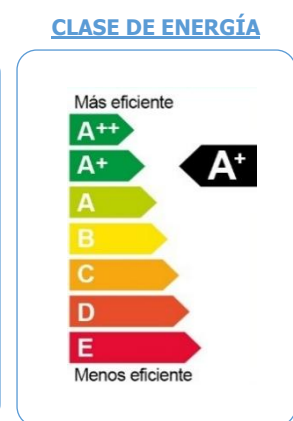 CLASE DE ENERGÍA
Más eficiente
A++
A+
A+
A
B
C
D
E
Menos eficiente